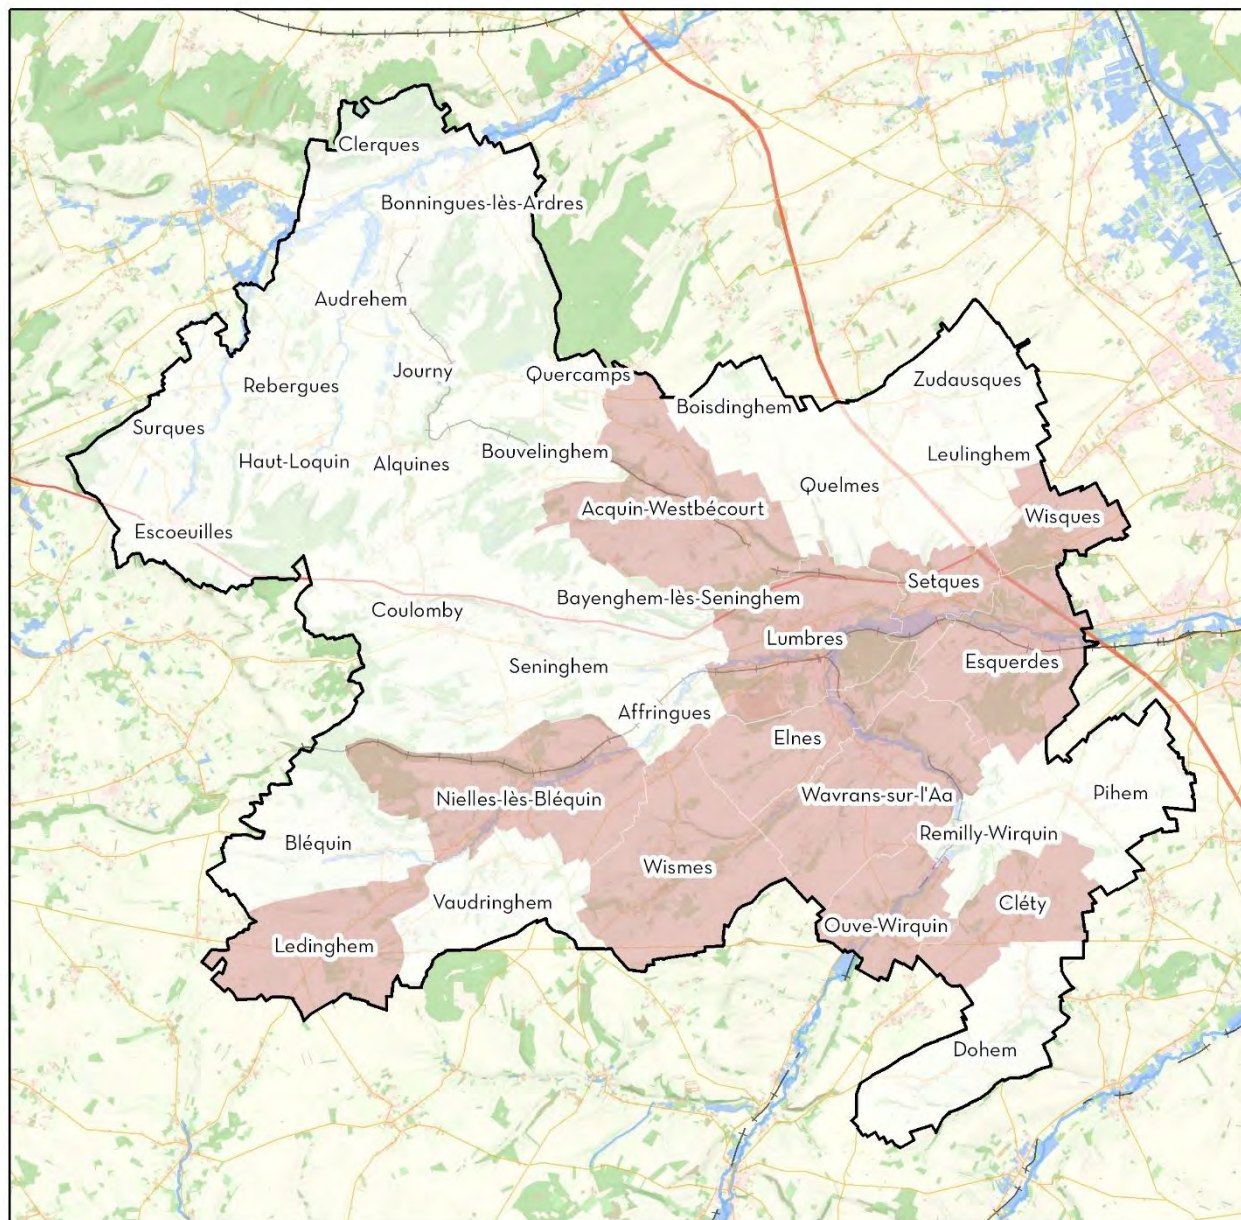 Clerques
Bonningues-lès-Ardres
Audrehem
Journy
Quercamps
Rebergues
Zudausques
Boisdinghem
Surques
Bouvelinghem
Leulinghem
Haut-Loquin
Alquines
Quelmes
Acquin-Westbécourt
Wisques
Escoeuilles
Setques
Bayenghem-lès-Seninghem
Coulomby
Lumbres
Seninghem
Esquerdes
Affringues
Elnes
Pihem
Wavrans-sur-l'Aa
Nielles-lès-Bléquin
Remilly-Wirquin
Bléquin
Wismes
Vaudringhem
Cléty
Ouve-Wirquin
Ledinghem
Dohem